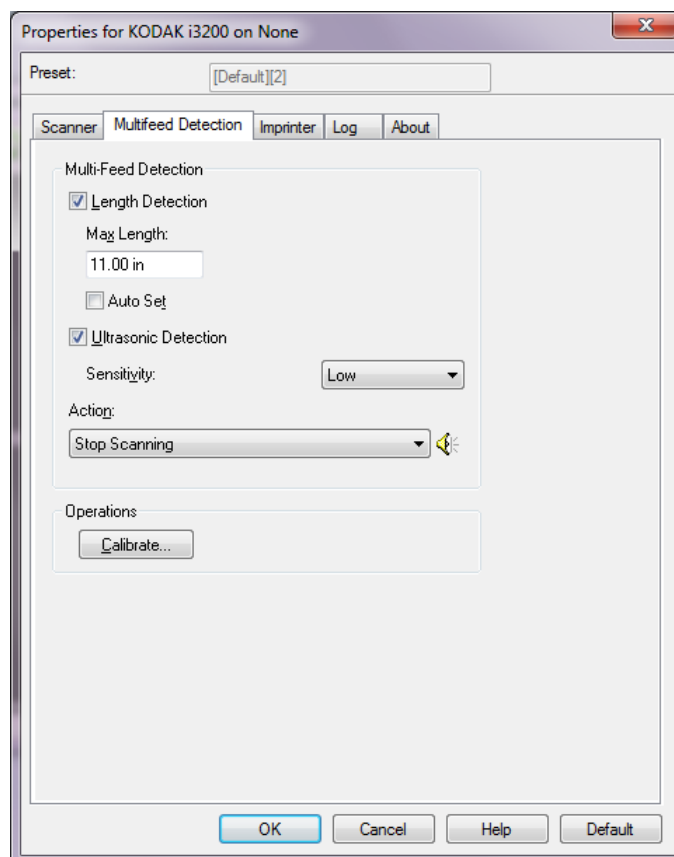 Properties for KODAK i3200 on None
Preset: [Default][2]
Scanner Multifeed Detection Imprinter Log About
Multi-Feed Detection
Length Detection
Max Length:
11.00 in
Auto Set
Ultrasonic Detection
Sensitivity: Low
Action:
Stop Scanning
Operations
Calibrate...
OK Cancel Help Default